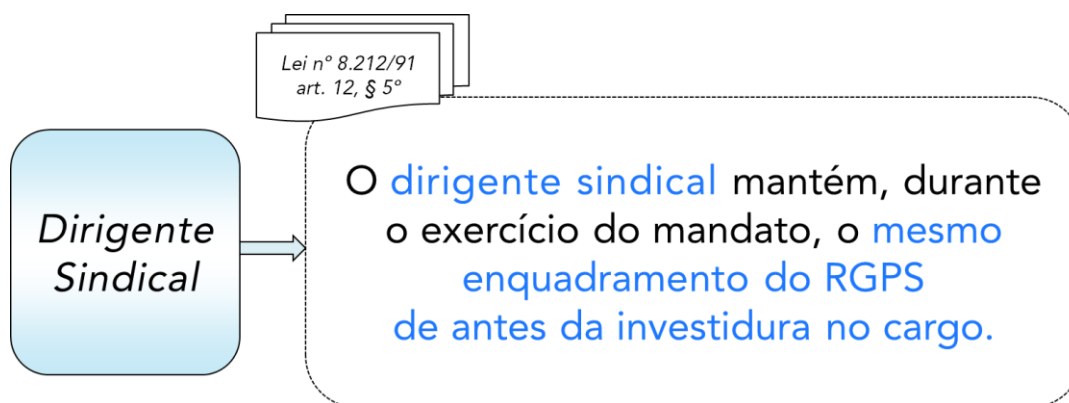 Lei nº 8.212/91
art. 12, § 5º
Dirigente
Sindical
O dirigente sindical mantém, durante
o exercício do mandato, o mesmo
enquadramento do RGPS
de antes da investidura no cargo.